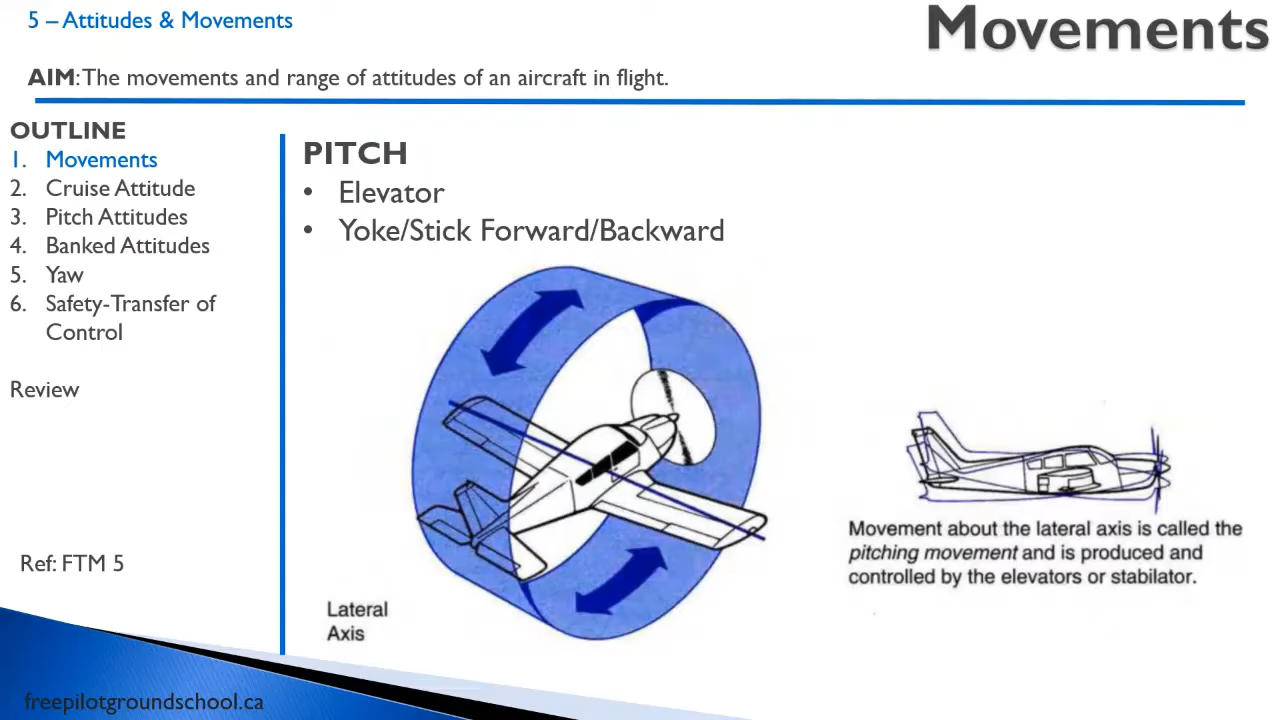 5 – Attitudes & Movements
Movements
AIM: The movements and range of attitudes of an aircraft in flight.
OUTLINE
1. Movements
2. Cruise Attitude
3. Pitch Attitudes
4. Banked Attitudes
5. Yaw
6. Safety-Transfer of
Control
Review
Ref: FTM 5
freepilotgroundschool.ca
PITCH
• Elevator
• Yoke/Stick Forward/Backward
Lateral
Axis
Movement about the lateral axis is called the
pitching movement and is produced and
controlled by the elevators or stabilator.